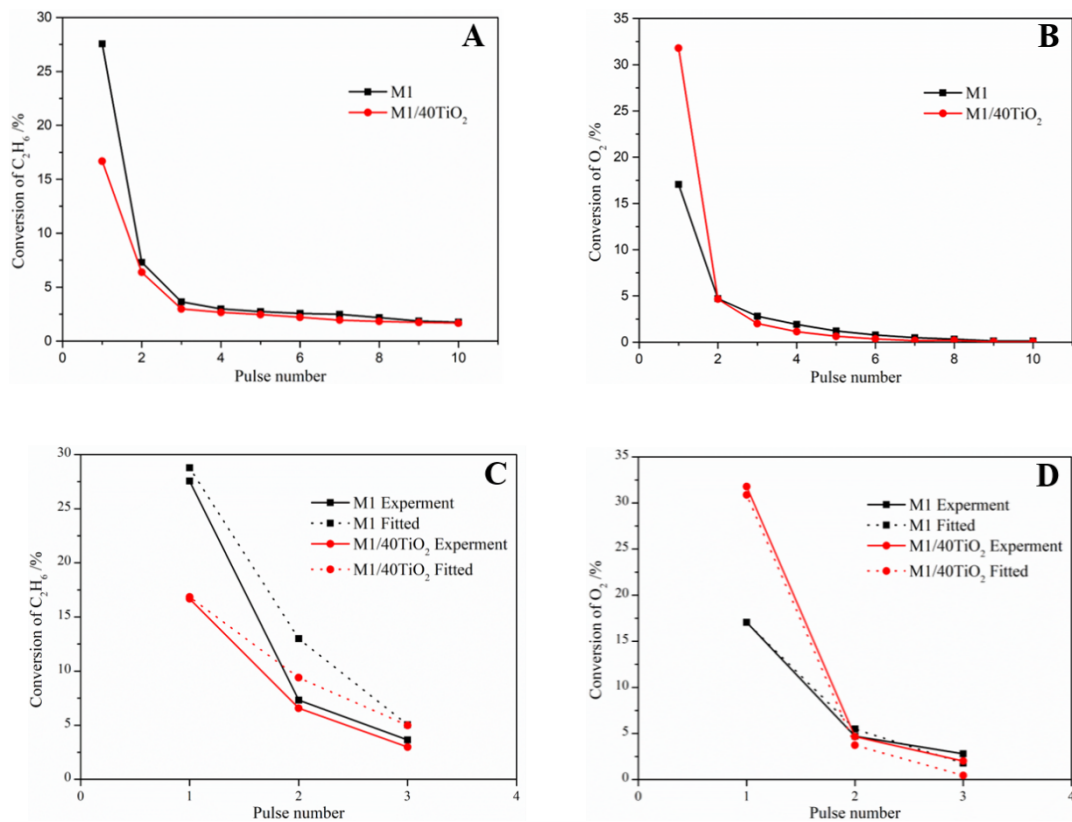 A
30
25
20
15
10
5
0
Conversion of C₂H₆ /%
M1
M1/40TiO₂
0 2 4 6 8 10
Pulse number
B
35
30
25
20
15
10
5
0
Conversion of O₂ /%
M1
M1/40TiO₂
0 2 4 6 8 10
Pulse number
C
30
25
20
15
10
5
0
Conversion of C₂H₆ /%
M1 Experment
M1 Fitted
M1/40TiO₂ Experment
M1/40TiO₂ Fitted
0 1 2 3 4
Pulse number
D
35
30
25
20
15
10
5
0
Conversion of O₂ /%
M1 Experment
M1 Fitted
M1/40TiO₂ Experment
M1/40TiO₂ Fitted
0 1 2 3 4
Pulse number